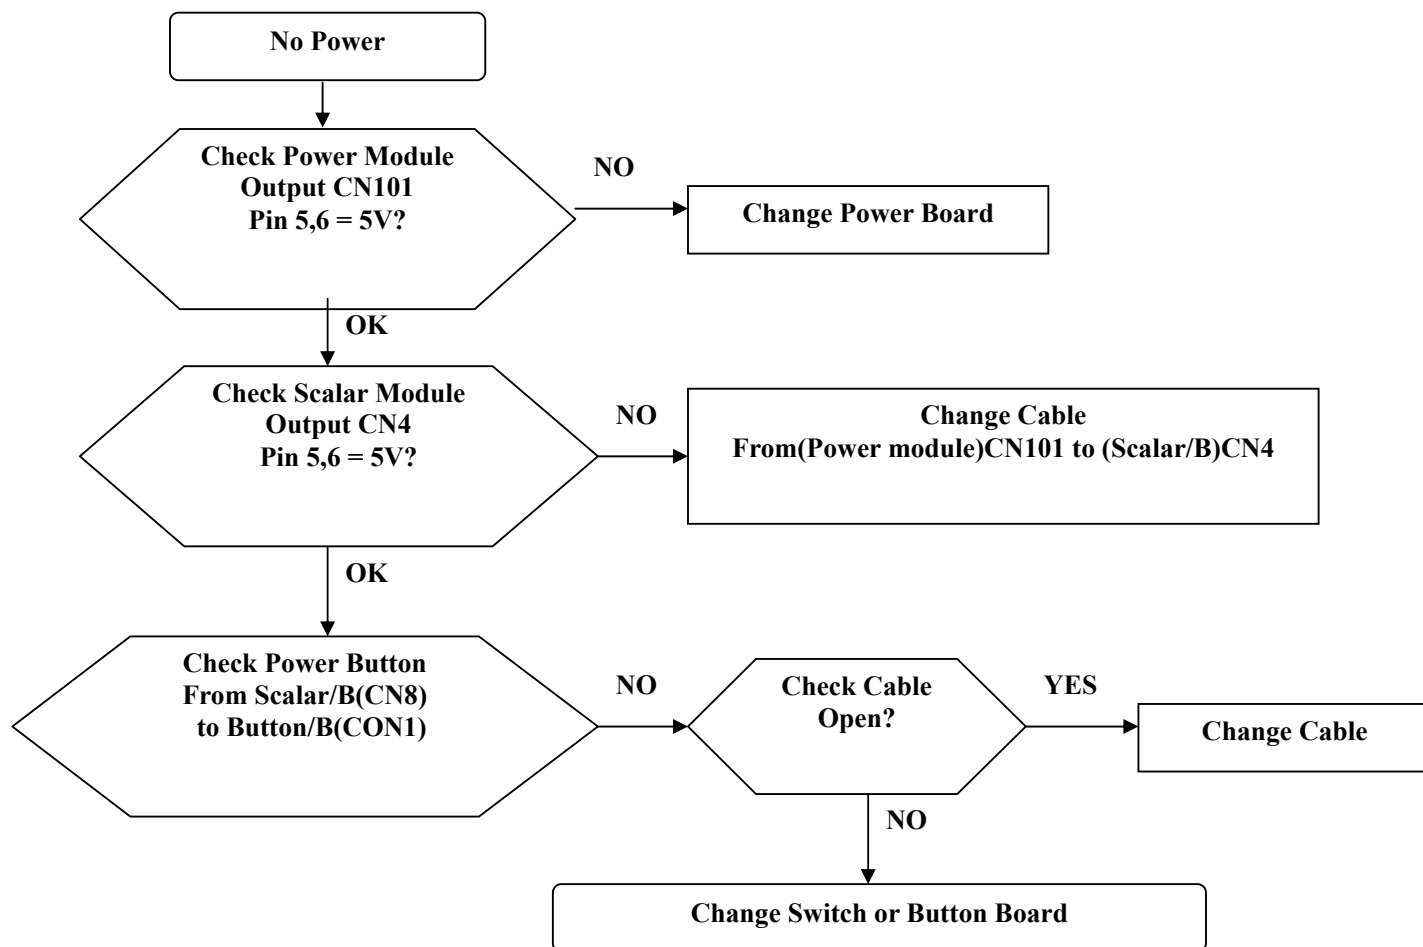 No Power
Check Power Module
Output CN101
Pin 5,6 = 5V?
NO
Change Power Board
OK
Check Scalar Module
Output CN4
Pin 5,6 = 5V?
NO
Change Cable
From(Power module)CN101 to (Scalar/B)CN4
OK
Check Power Button
From Scalar/B(CN8)
to Button/B(CON1)
NO
Check Cable
Open?
YES
Change Cable
NO
Change Switch or Button Board